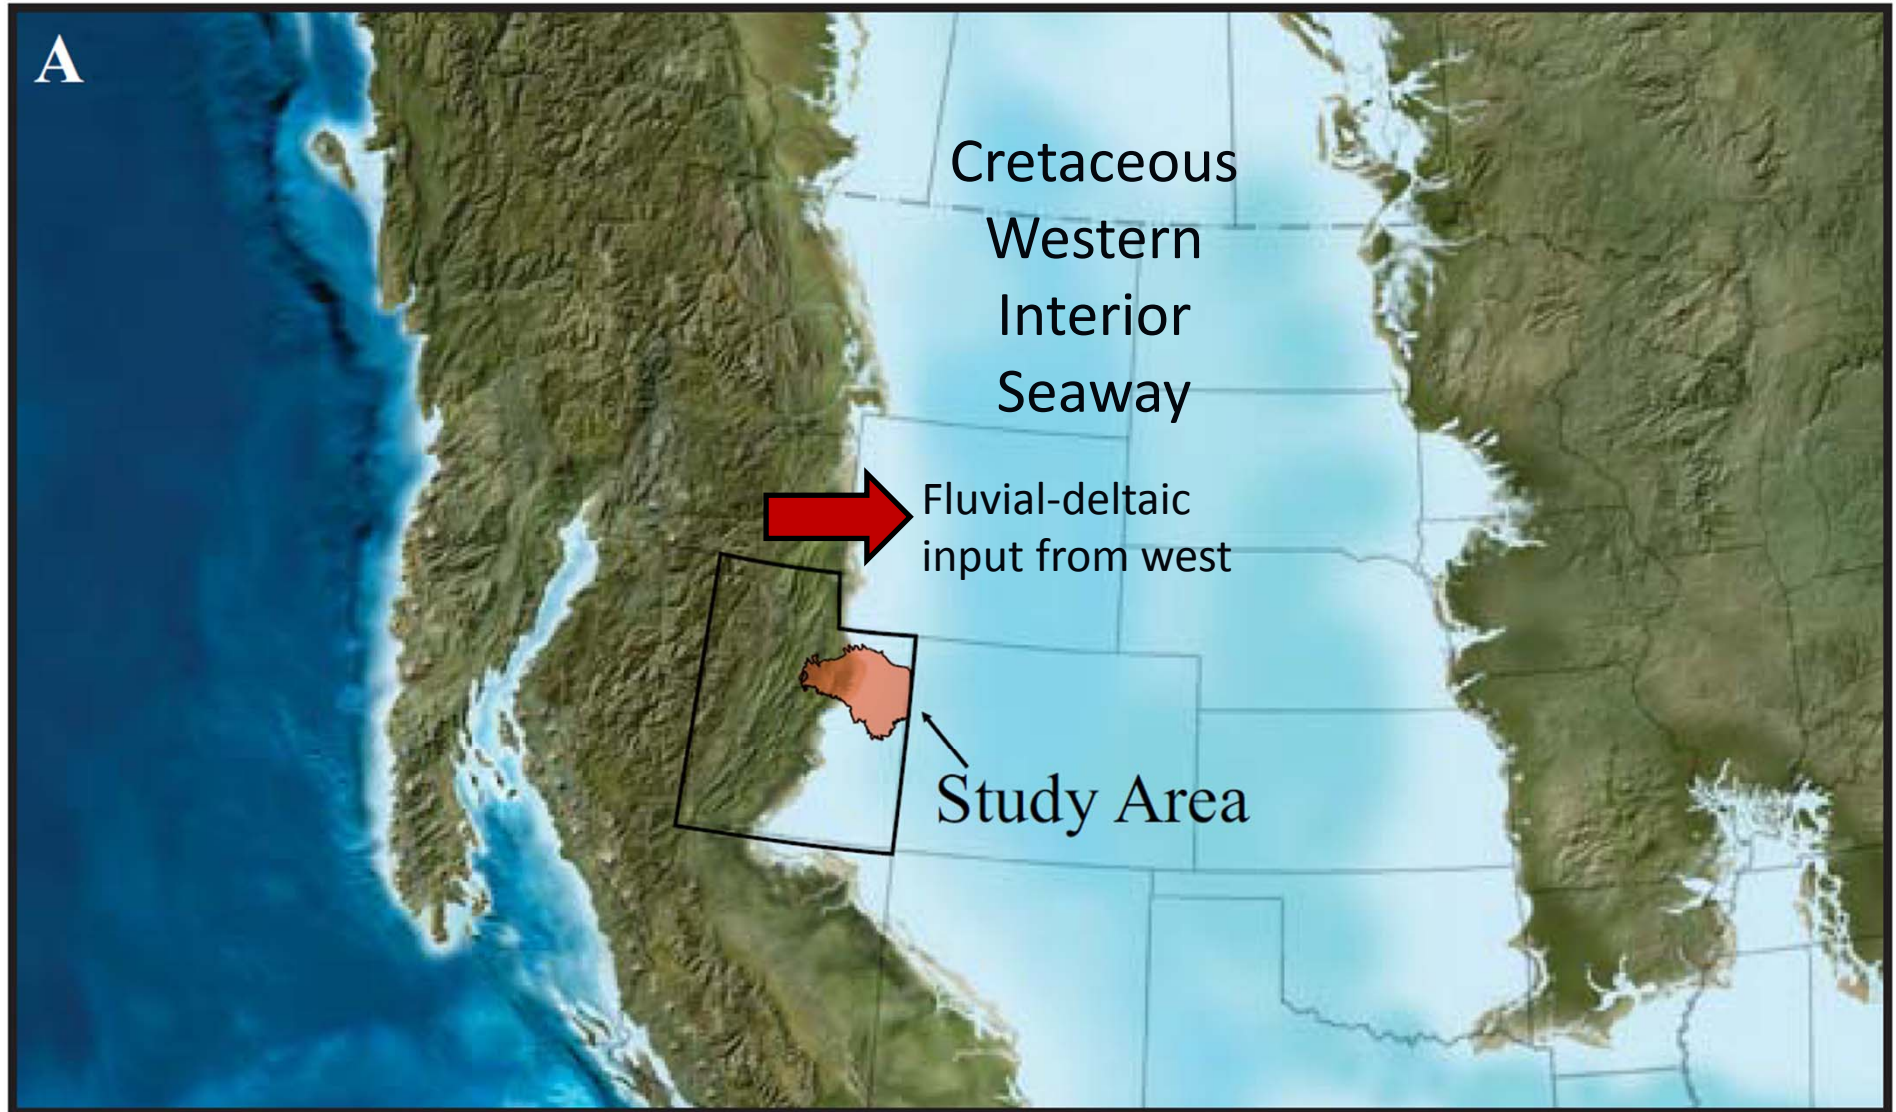 A
Cretaceous
Western
Interior
Seaway
Fluvial-deltaic
input from west
Study Area